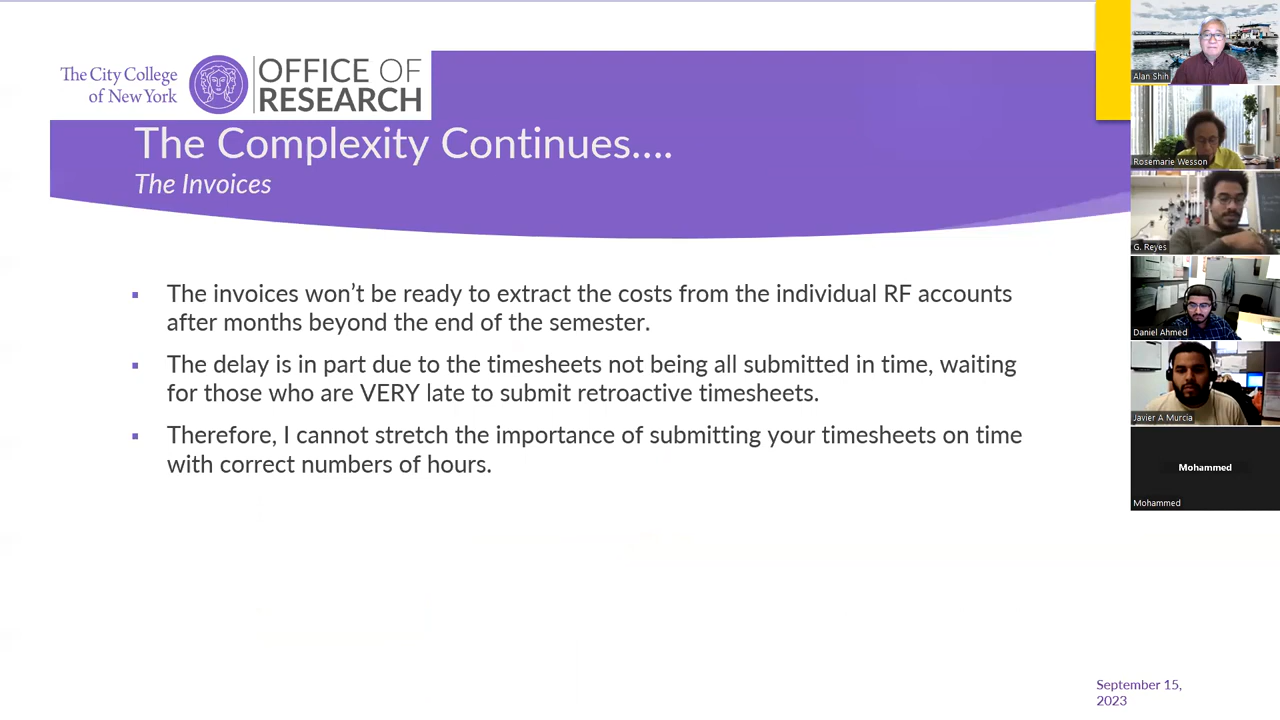 The City College
of New York
OFFICE OF
RESEARCH
The Complexity Continues....
The Invoices
▪ The invoices won’t be ready to extract the costs from the individual RF accounts
after months beyond the end of the semester.
▪ The delay is in part due to the timesheets not being all submitted in time, waiting
for those who are VERY late to submit retroactive timesheets.
▪ Therefore, I cannot stretch the importance of submitting your timesheets on time
with correct numbers of hours.
September 15,
2023
Alan Shih
Rosemarie Wesson
G. Reyes
Daniel Ahmed
Javier A Murcia
Mohammed
Mohammed